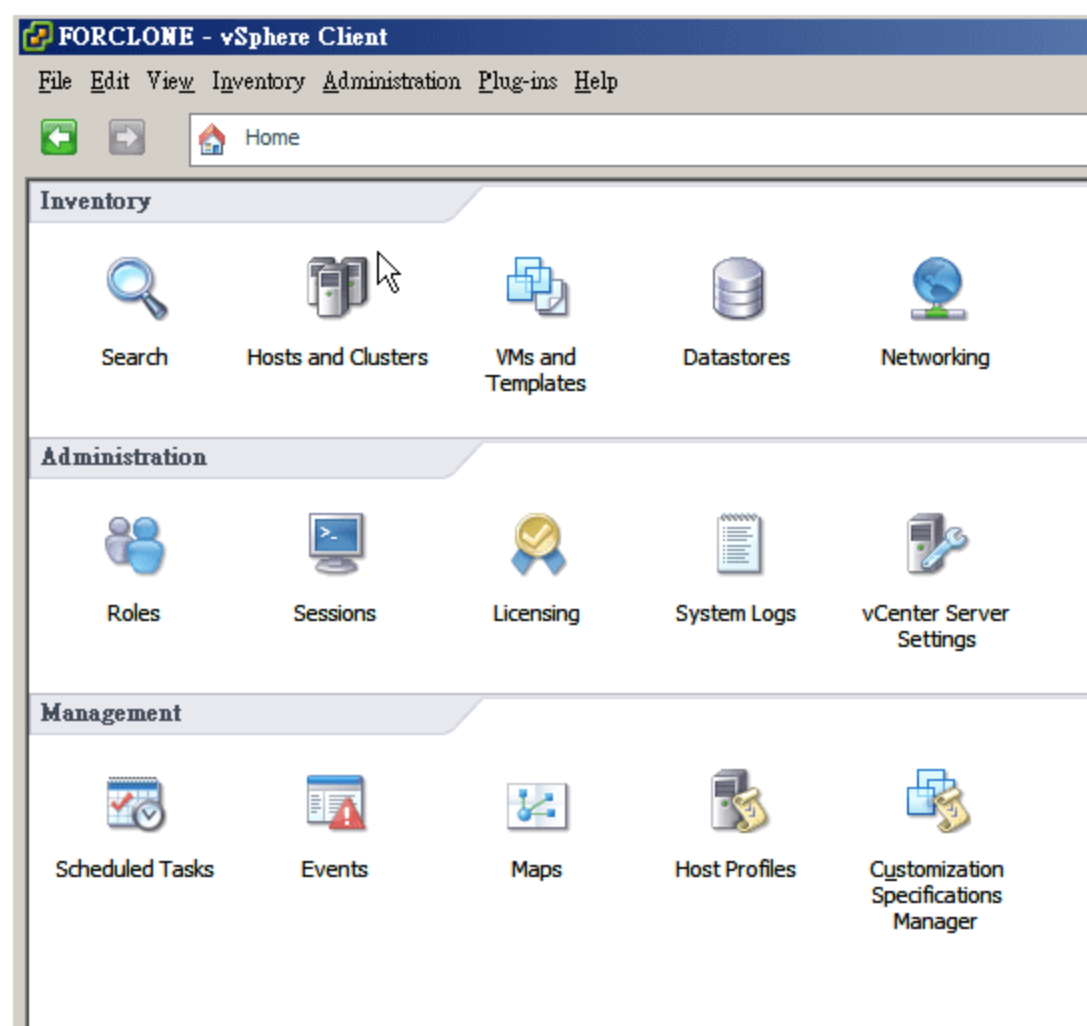 FORCLONE - vSphere Client
File Edit View Inventory Administration Plug-ins Help
Home
Inventory
Search
Hosts and Clusters
VMs and
Templates
Datastores
Networking
Administration
Roles
Sessions
Licensing
System Logs
vCenter Server
Settings
Management
Scheduled Tasks
Events
Maps
Host Profiles
Customization
Specifications
Manager